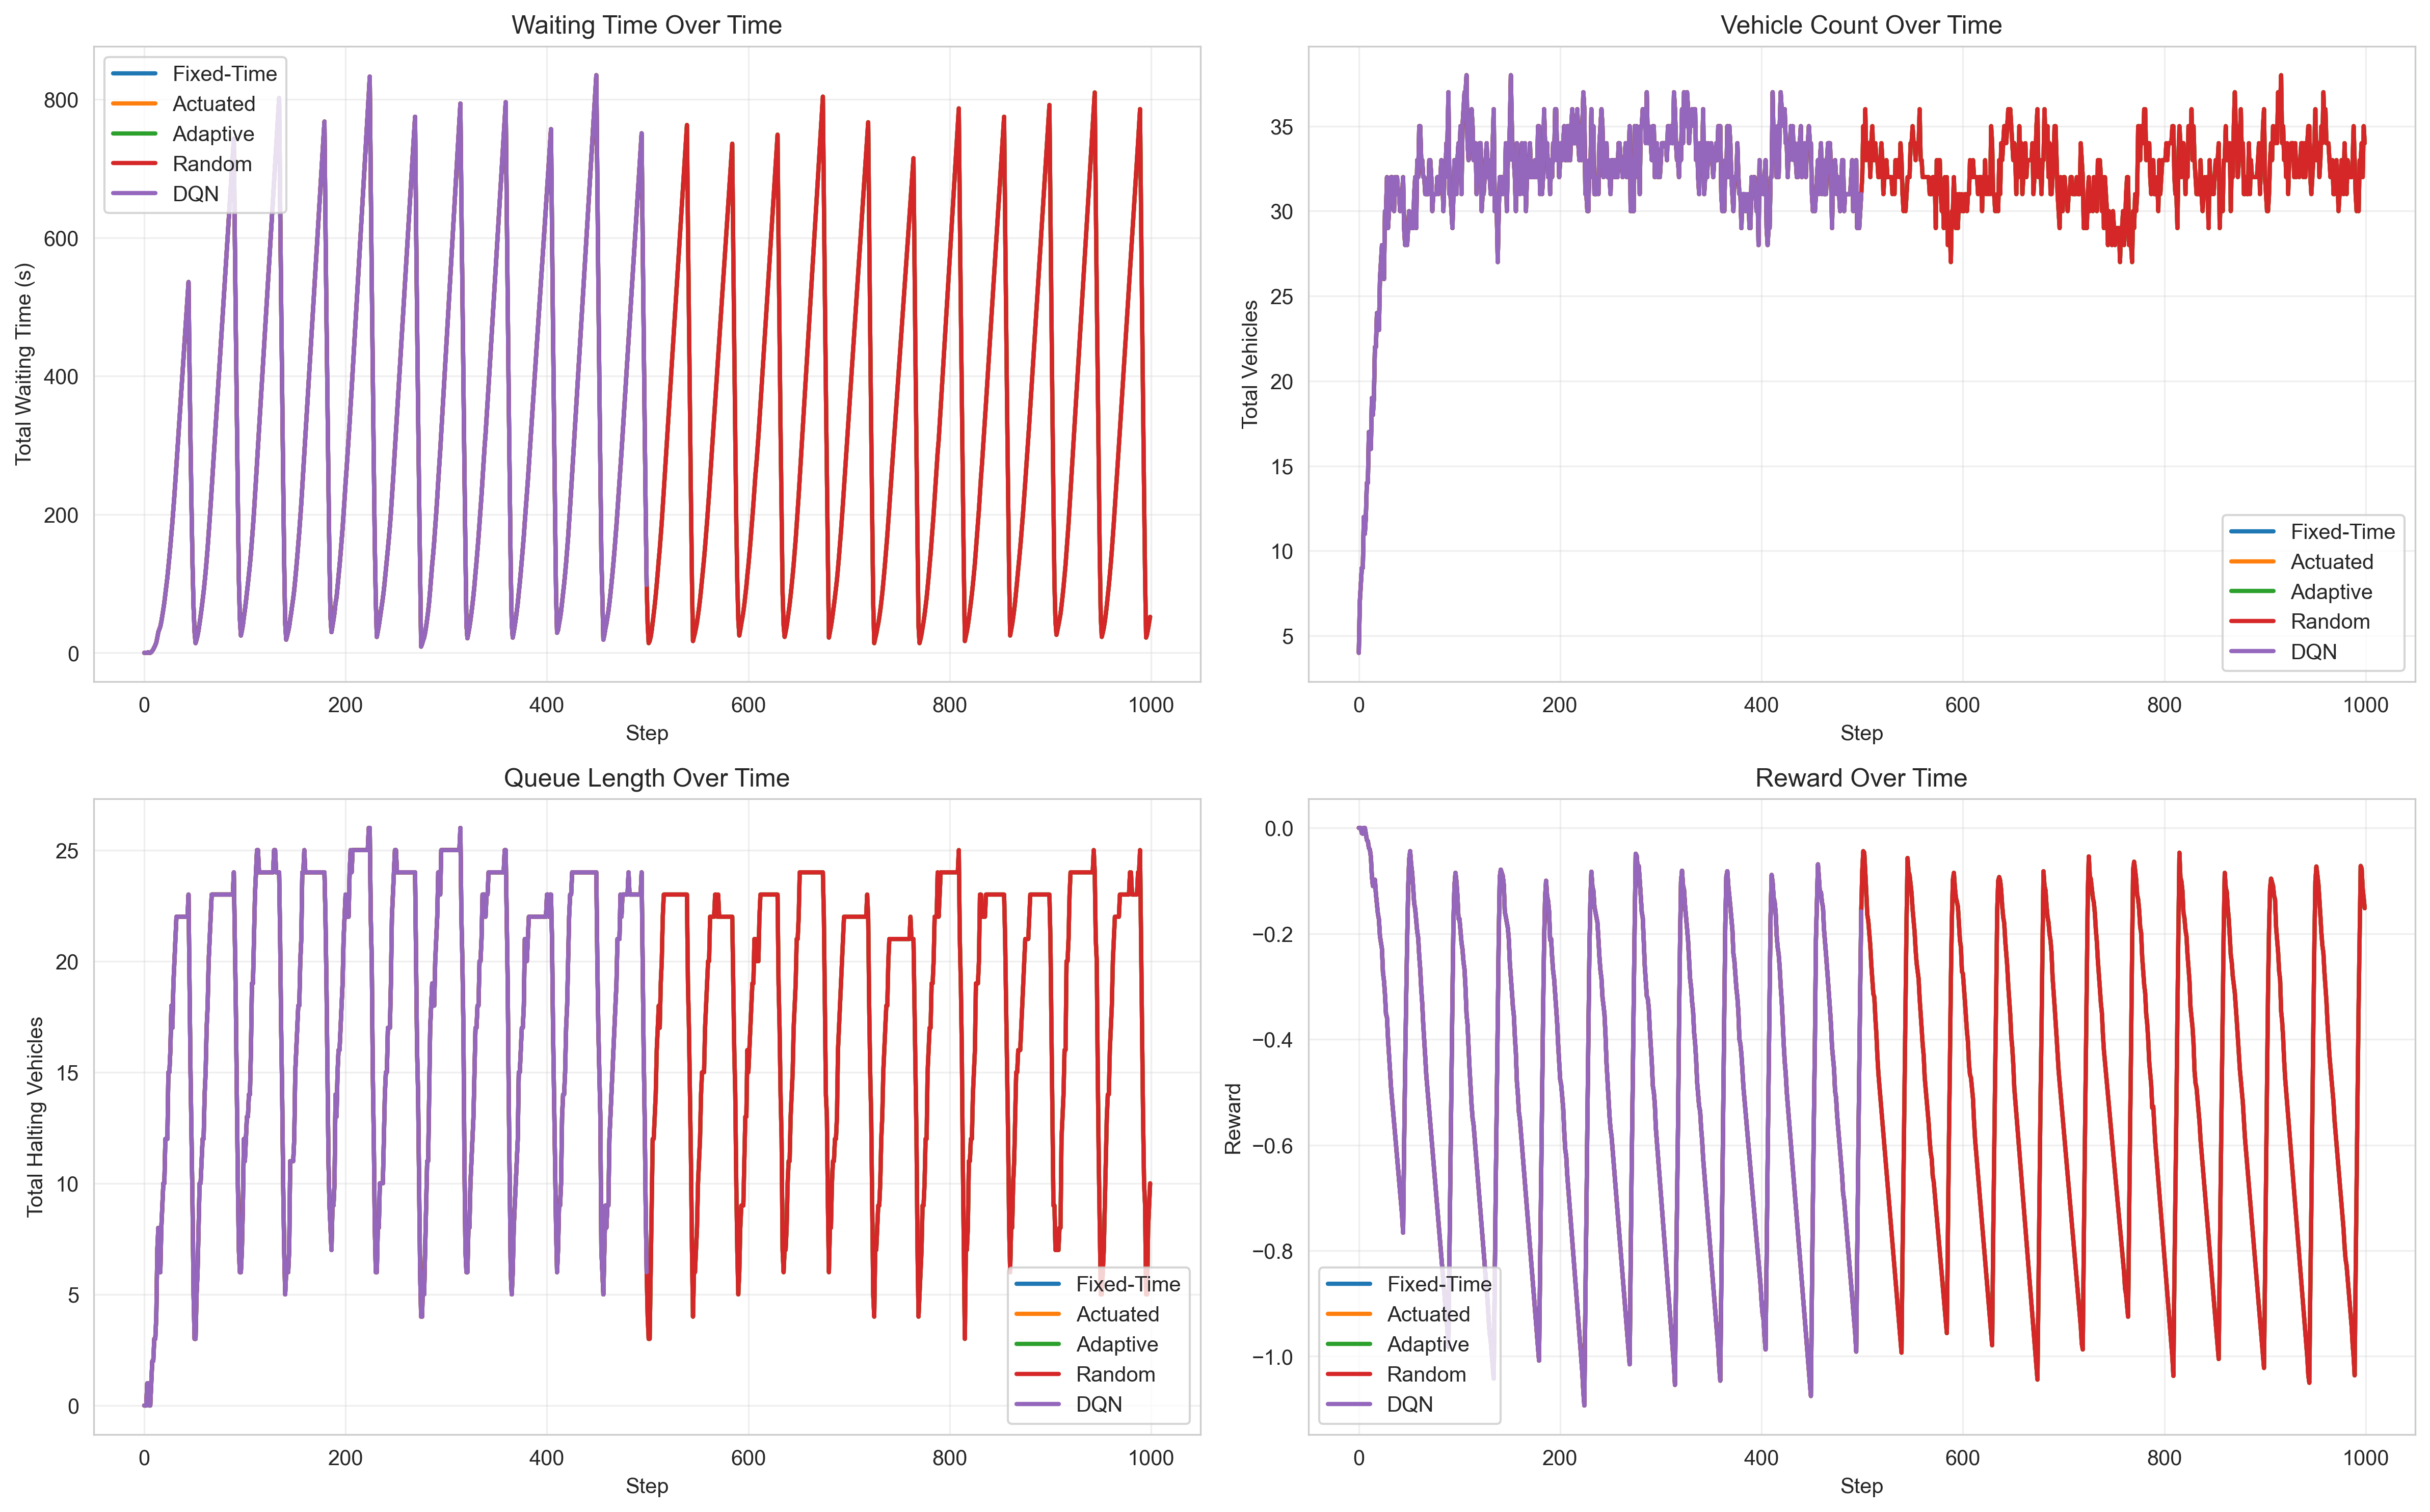 Waiting Time Over Time
Total Waiting Time (s)
800
600
400
200
0
Fixed-Time
Actuated
Adaptive
Random
DQN
0 200 400 600 800 1000
Step
Vehicle Count Over Time
Total Vehicles
35
30
25
20
15
10
5
Fixed-Time
Actuated
Adaptive
Random
DQN
0 200 400 600 800 1000
Step
Queue Length Over Time
Total Halting Vehicles
25
20
15
10
5
0
Fixed-Time
Actuated
Adaptive
Random
DQN
0 200 400 600 800 1000
Step
Reward Over Time
Reward
0.0
−0.2
−0.4
−0.6
−0.8
−1.0
Fixed-Time
Actuated
Adaptive
Random
DQN
0 200 400 600 800 1000
Step